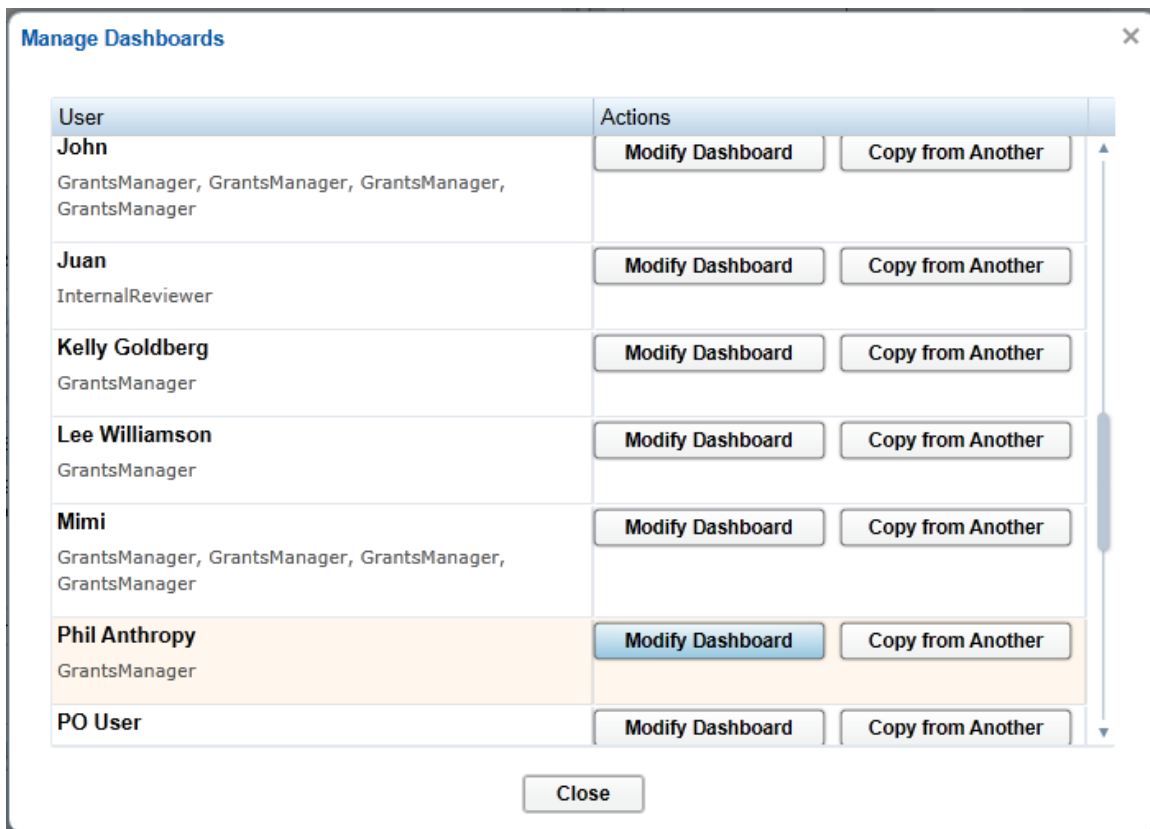 Manage Dashboards
User Actions
John Modify Dashboard Copy from Another
GrantsManager, GrantsManager, GrantsManager,
GrantsManager
Juan Modify Dashboard Copy from Another
InternalReviewer
Kelly Goldberg Modify Dashboard Copy from Another
GrantsManager
Lee Williamson Modify Dashboard Copy from Another
GrantsManager
Mimi Modify Dashboard Copy from Another
GrantsManager, GrantsManager, GrantsManager,
GrantsManager
Phil Anthropy Modify Dashboard Copy from Another
GrantsManager
PO User Modify Dashboard Copy from Another
Close